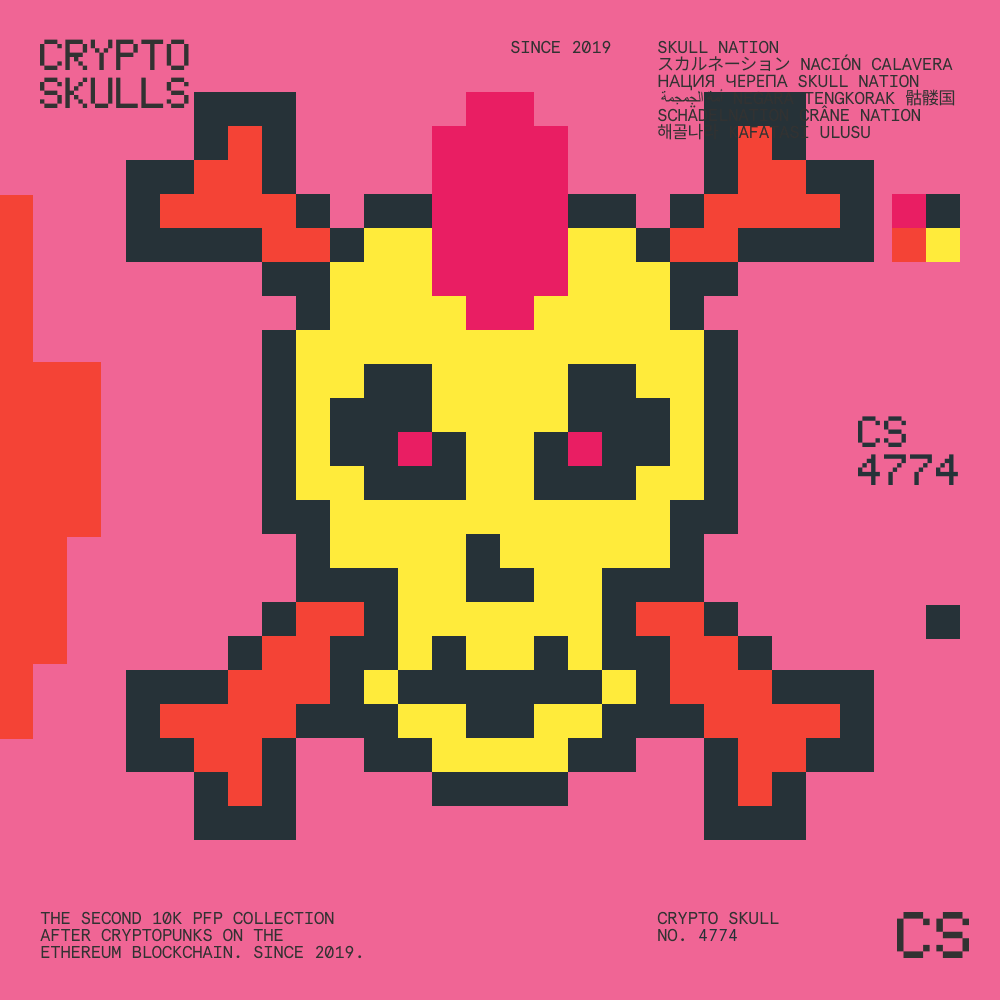 CRYPTO
SKULLS
SINCE 2019
SKULL NATION
スカルネーション NACIÓN CALAVERA
НАЦИЯ ЧЕРЕПА SKULL NATION
TENGKORAK 骷髅国
CRÂNE NATION
해골 ULUSU
CS
4774
THE SECOND 10K PFP COLLECTION
AFTER CRYPTOPUNKS ON THE
ETHEREUM BLOCKCHAIN. SINCE 2019.
CRYPTO SKULL
NO. 4774
CS